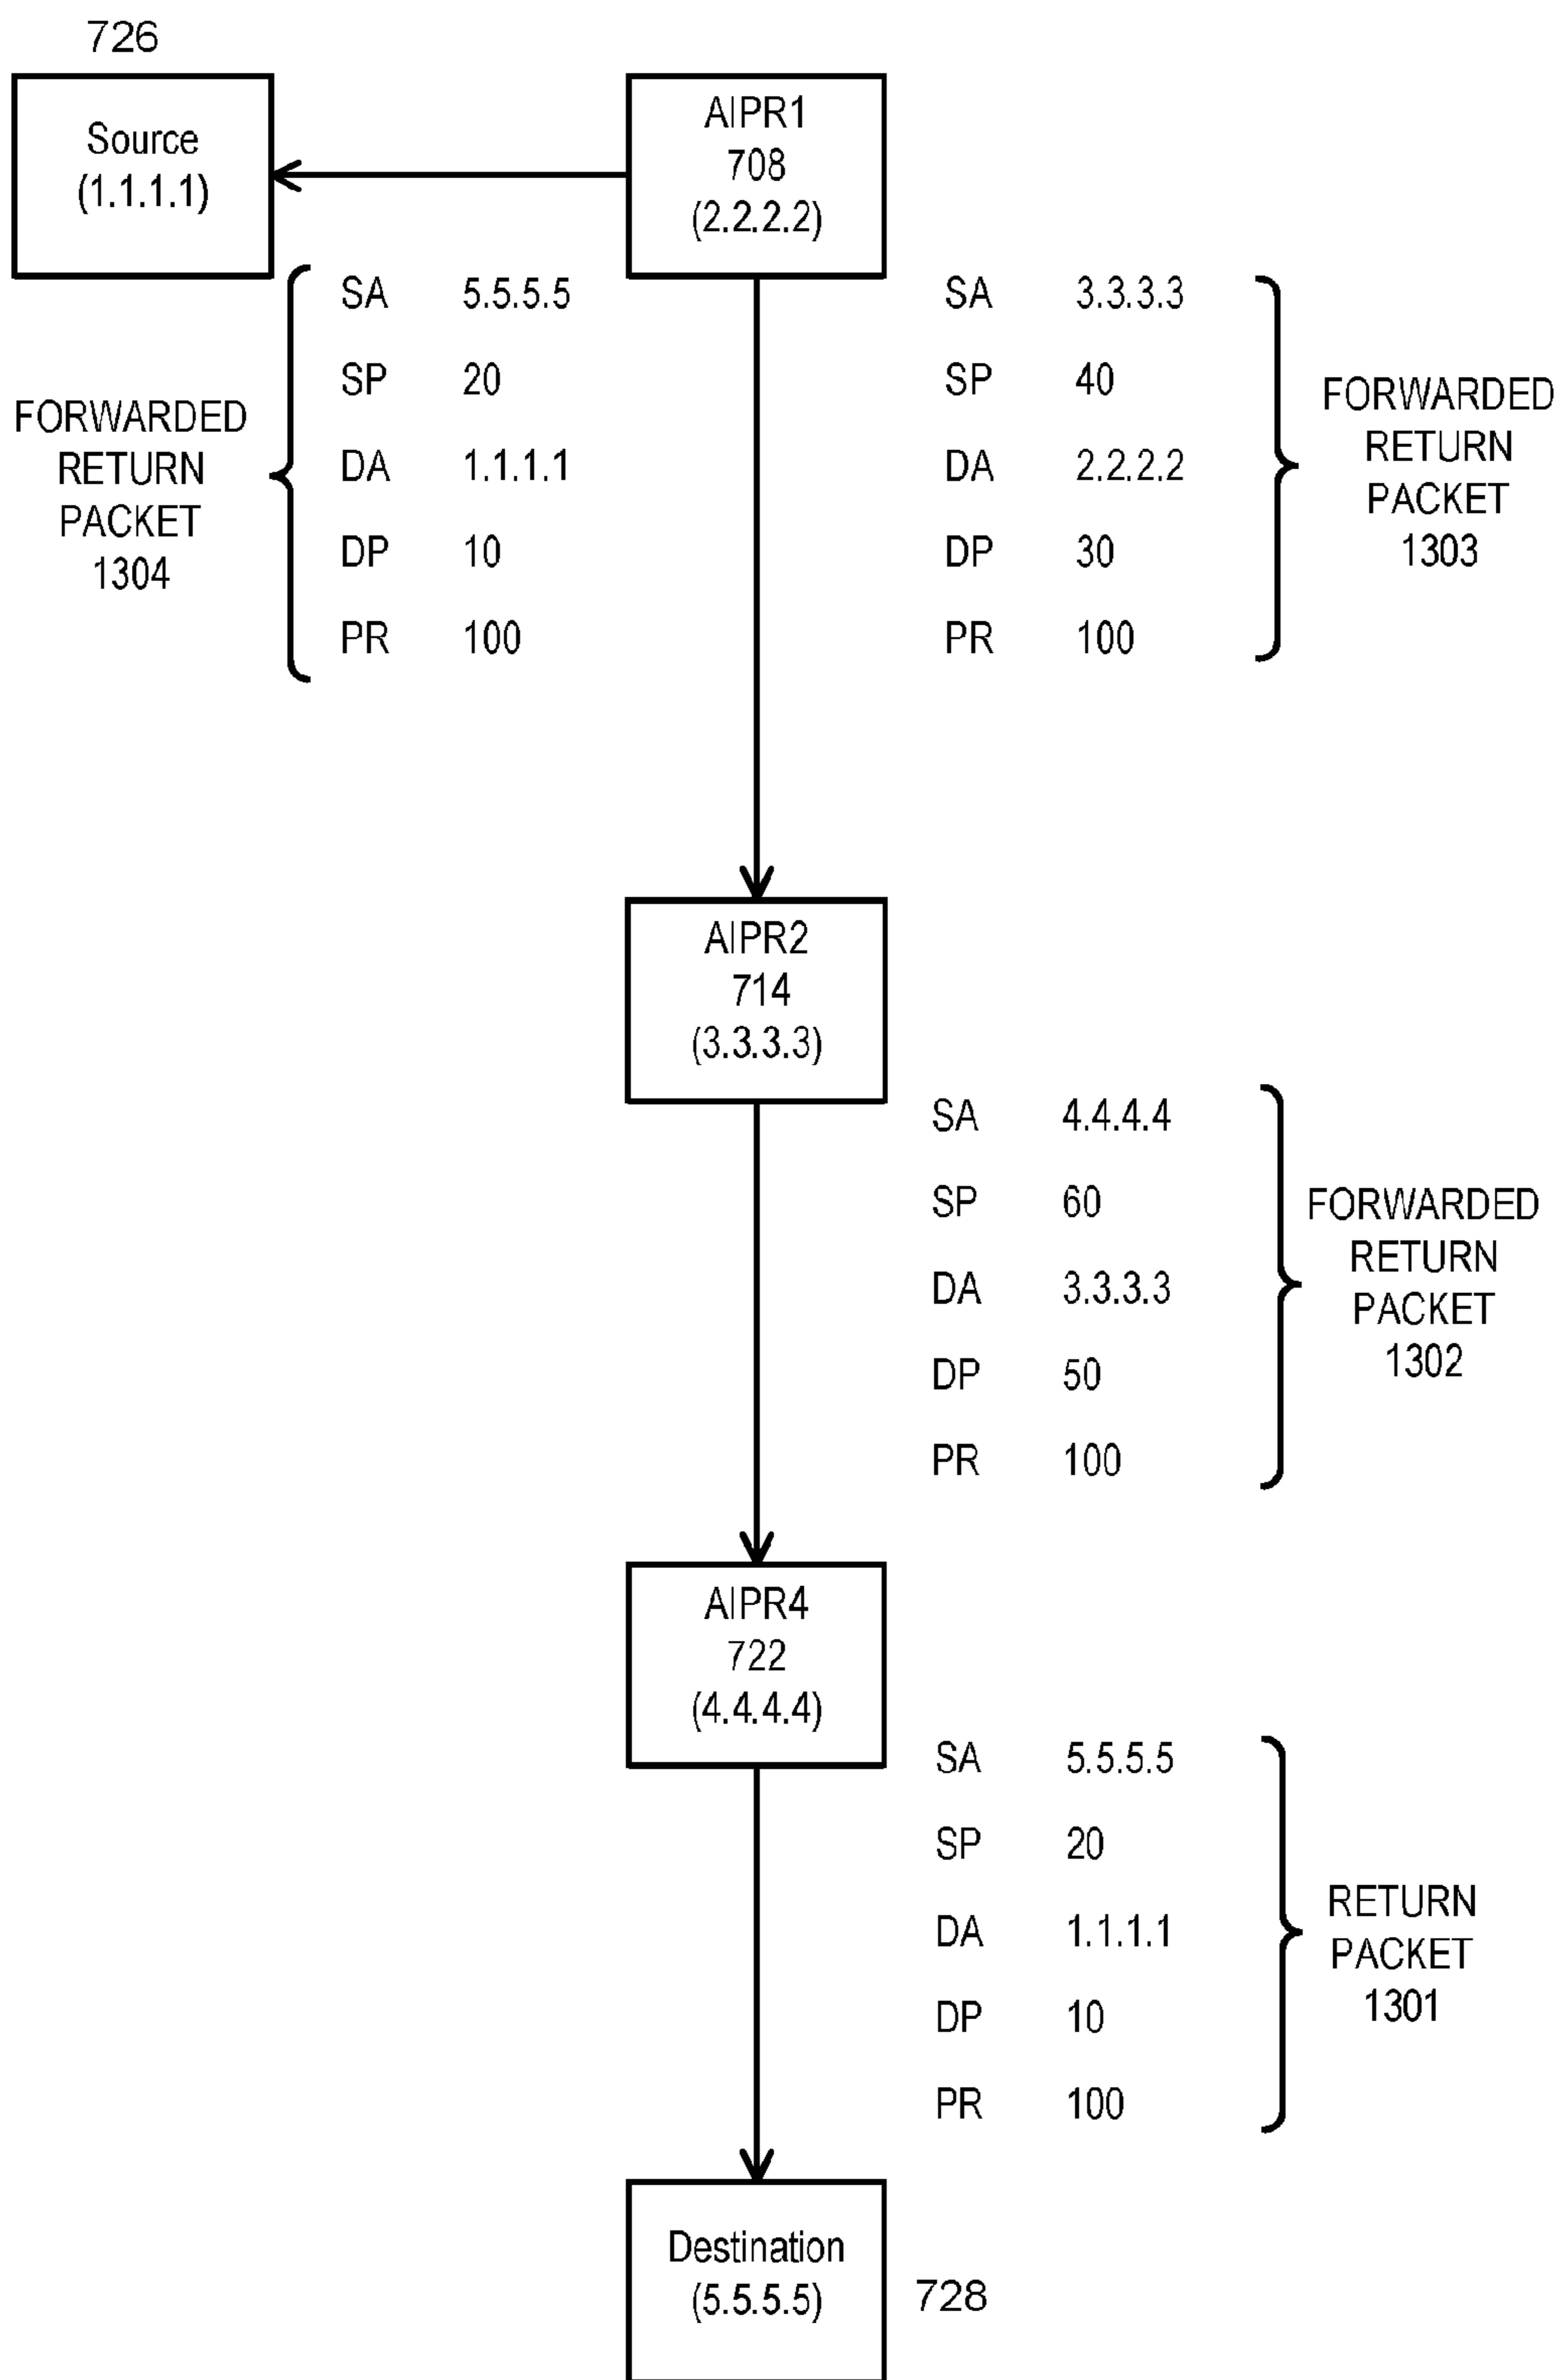 726
Source
(1.1.1.1)
AIPR1
708
(2.2.2.2)
FORWARDED
RETURN
PACKET
1304
SA 5.5.5.5
SP 20
DA 1.1.1.1
DP 10
PR 100
SA 3.3.3.3
SP 40
DA 2.2.2.2
DP 30
PR 100
FORWARDED
RETURN
PACKET
1303
AIPR2
714
(3.3.3.3)
SA 4.4.4.4
SP 60
DA 3.3.3.3
DP 50
PR 100
FORWARDED
RETURN
PACKET
1302
AIPR4
722
(4.4.4.4)
SA 5.5.5.5
SP 20
DA 1.1.1.1
DP 10
PR 100
RETURN
PACKET
1301
Destination
(5.5.5.5)
728